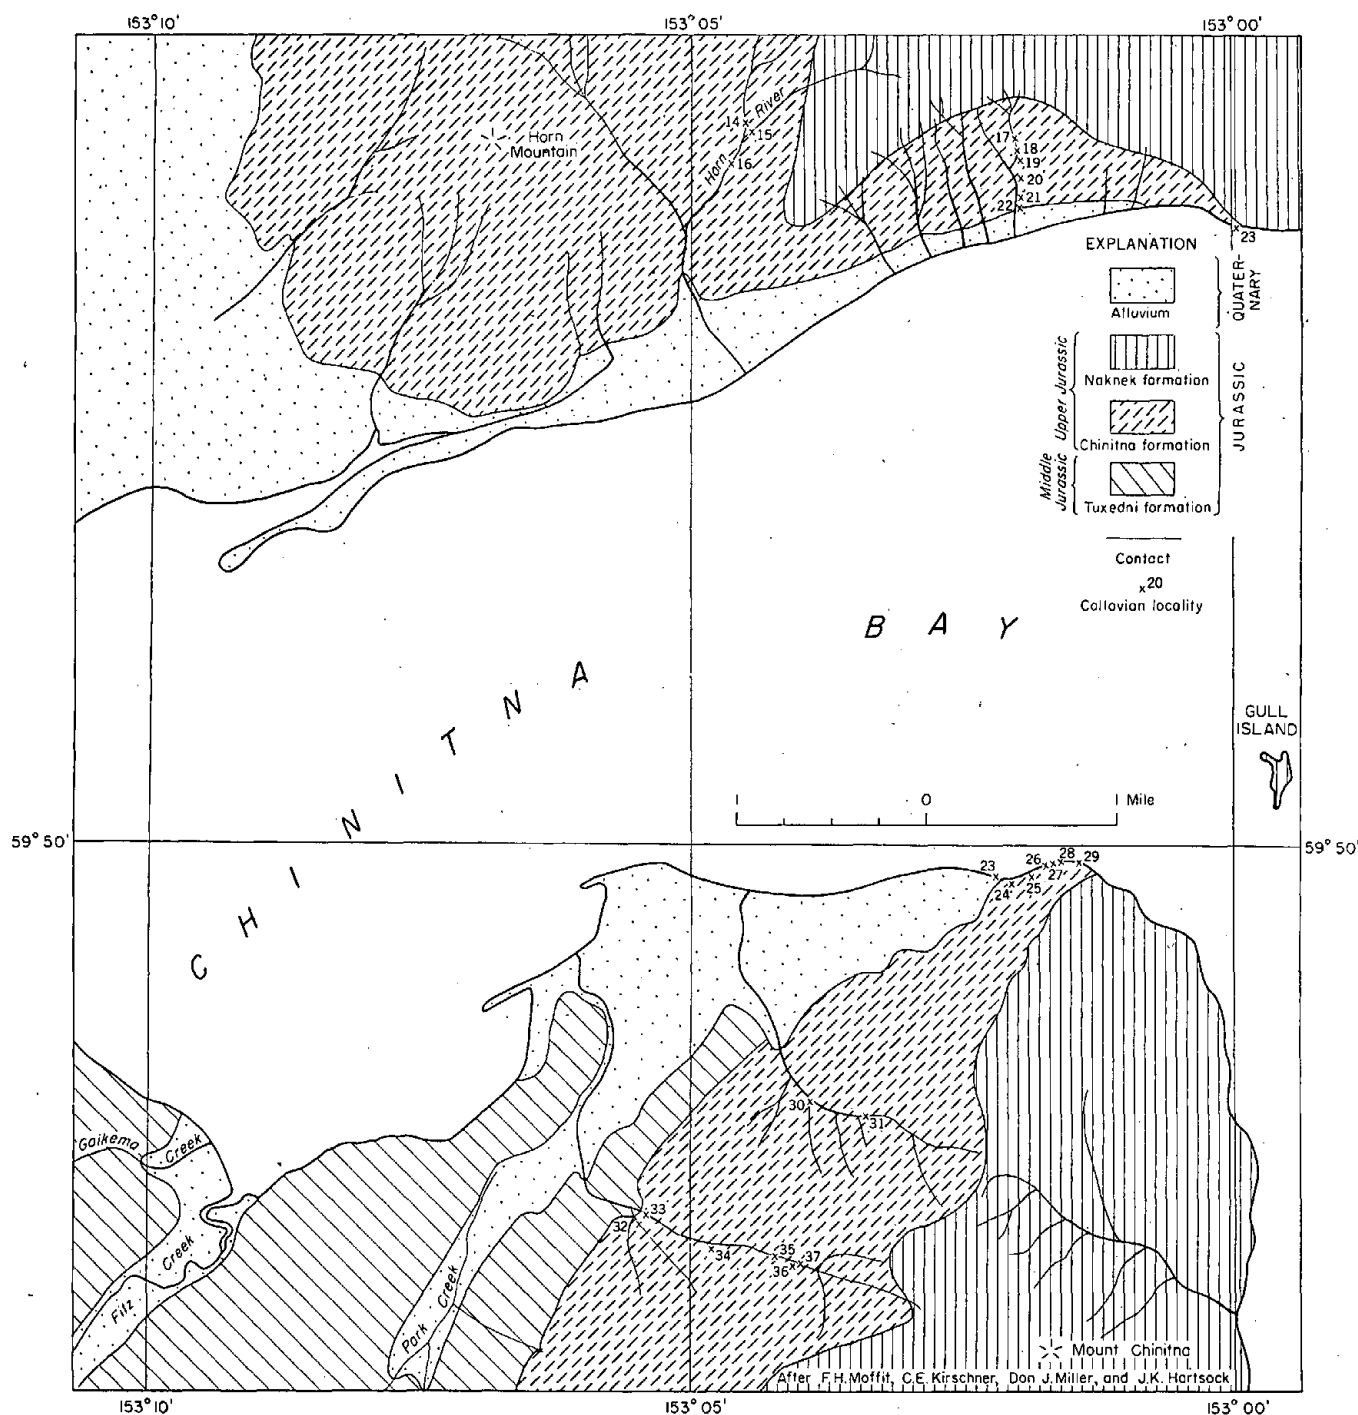 153° 10'
153° 05'
153° 00'
Horn
Mountain
Horn River
14
15
16
17
18
19
20
21
22
23
EXPLANATION
Alluvium
QUATER-
NARY
Naknek formation
Upper Jurassic
Chinitna formation
JURASSIC
Middle
Jurassic
Tuxedni formation
Contact
x20
Callovian locality
CHINITNA BAY
GULL
ISLAND
0
1 Mile
59° 50'
59° 50'
23
24
25
26
27
28
29
30
31
32
33
34
35
36
37
Gaikema Creek
Fitz Creek
Park Creek
Mount Chinitna
After F.H. Moffit, C.E. Kirschner, Don J. Miller, and J.K. Hartsock
153° 10'
153° 05'
153° 00'